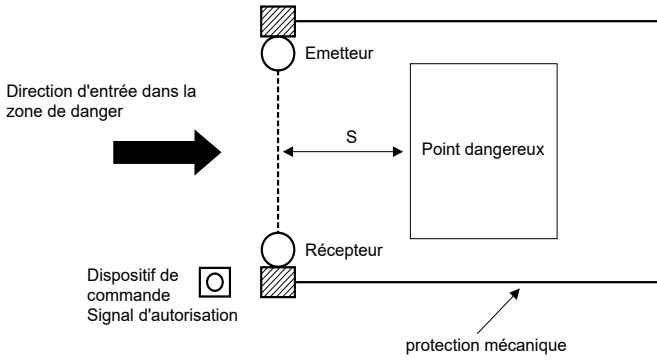 Emetteur
Direction d'entrée dans la
zone de danger
S
Point dangereux
Récepteur
Dispositif de
commande
Signal d'autorisation
protection mécanique